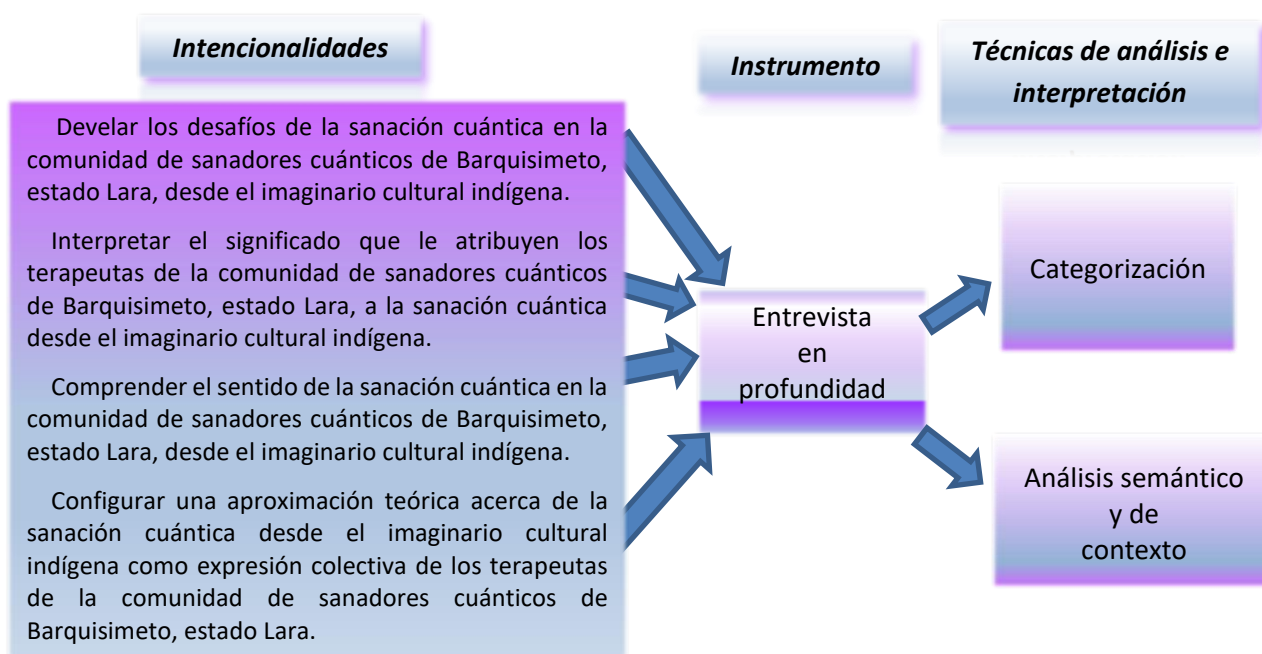 Intencionalidades
Instrumento
Técnicas de análisis e
interpretación
Develar los desafíos de la sanación cuántica en la
comunidad de sanadores cuánticos de Barquisimeto,
estado Lara, desde el imaginario cultural indígena.
Interpretar el significado que le atribuyen los
terapeutas de la comunidad de sanadores cuánticos
de Barquisimeto, estado Lara, a la sanación cuántica
desde el imaginario cultural indígena.
Comprender el sentido de la sanación cuántica en la
comunidad de sanadores cuánticos de Barquisimeto,
estado Lara, desde el imaginario cultural indígena.
Configurar una aproximación teórica acerca de la
sanación cuántica desde el imaginario cultural
indígena como expresión colectiva de los terapeutas
de la comunidad de sanadores cuánticos de
Barquisimeto, estado Lara.
Entrevista
en
profundidad
Categorización
Análisis semántico
y de
contexto